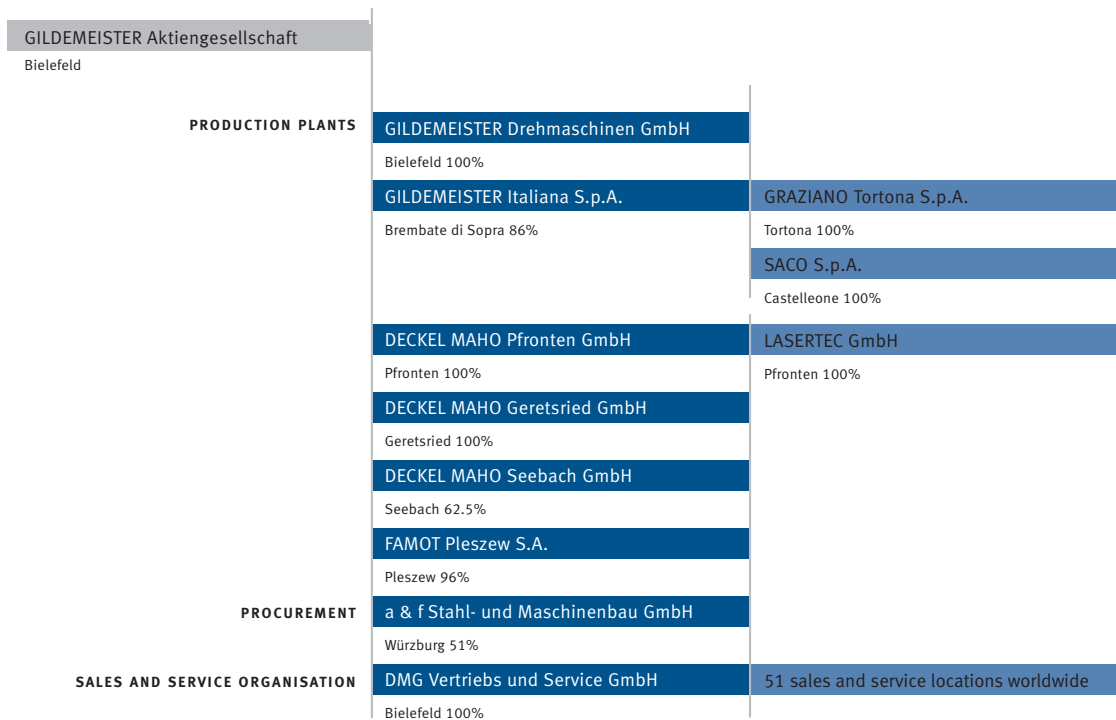 GILDEMEISTER Aktiengesellschaft
Bielefeld
PRODUCTION PLANTS
GILDEMEISTER Drehmaschinen GmbH
Bielefeld 100%
GILDEMEISTER Italiana S.p.A.
GRAZIANO Tortona S.p.A.
Brembate di Sopra 86%
Tortona 100%
SACO S.p.A.
Castelleone 100%
DECKEL MAHO Pfronten GmbH
LASERTEC GmbH
Pfronten 100%
Pfronten 100%
DECKEL MAHO Geretsried GmbH
Geretsried 100%
DECKEL MAHO Seebach GmbH
Seebach 62.5%
FAMOT Pleszew S.A.
Pleszew 96%
PROCUREMENT
a & f Stahl- und Maschinenbau GmbH
Würzburg 51%
SALES AND SERVICE ORGANISATION
DMG Vertriebs und Service GmbH
51 sales and service locations worldwide
Bielefeld 100%